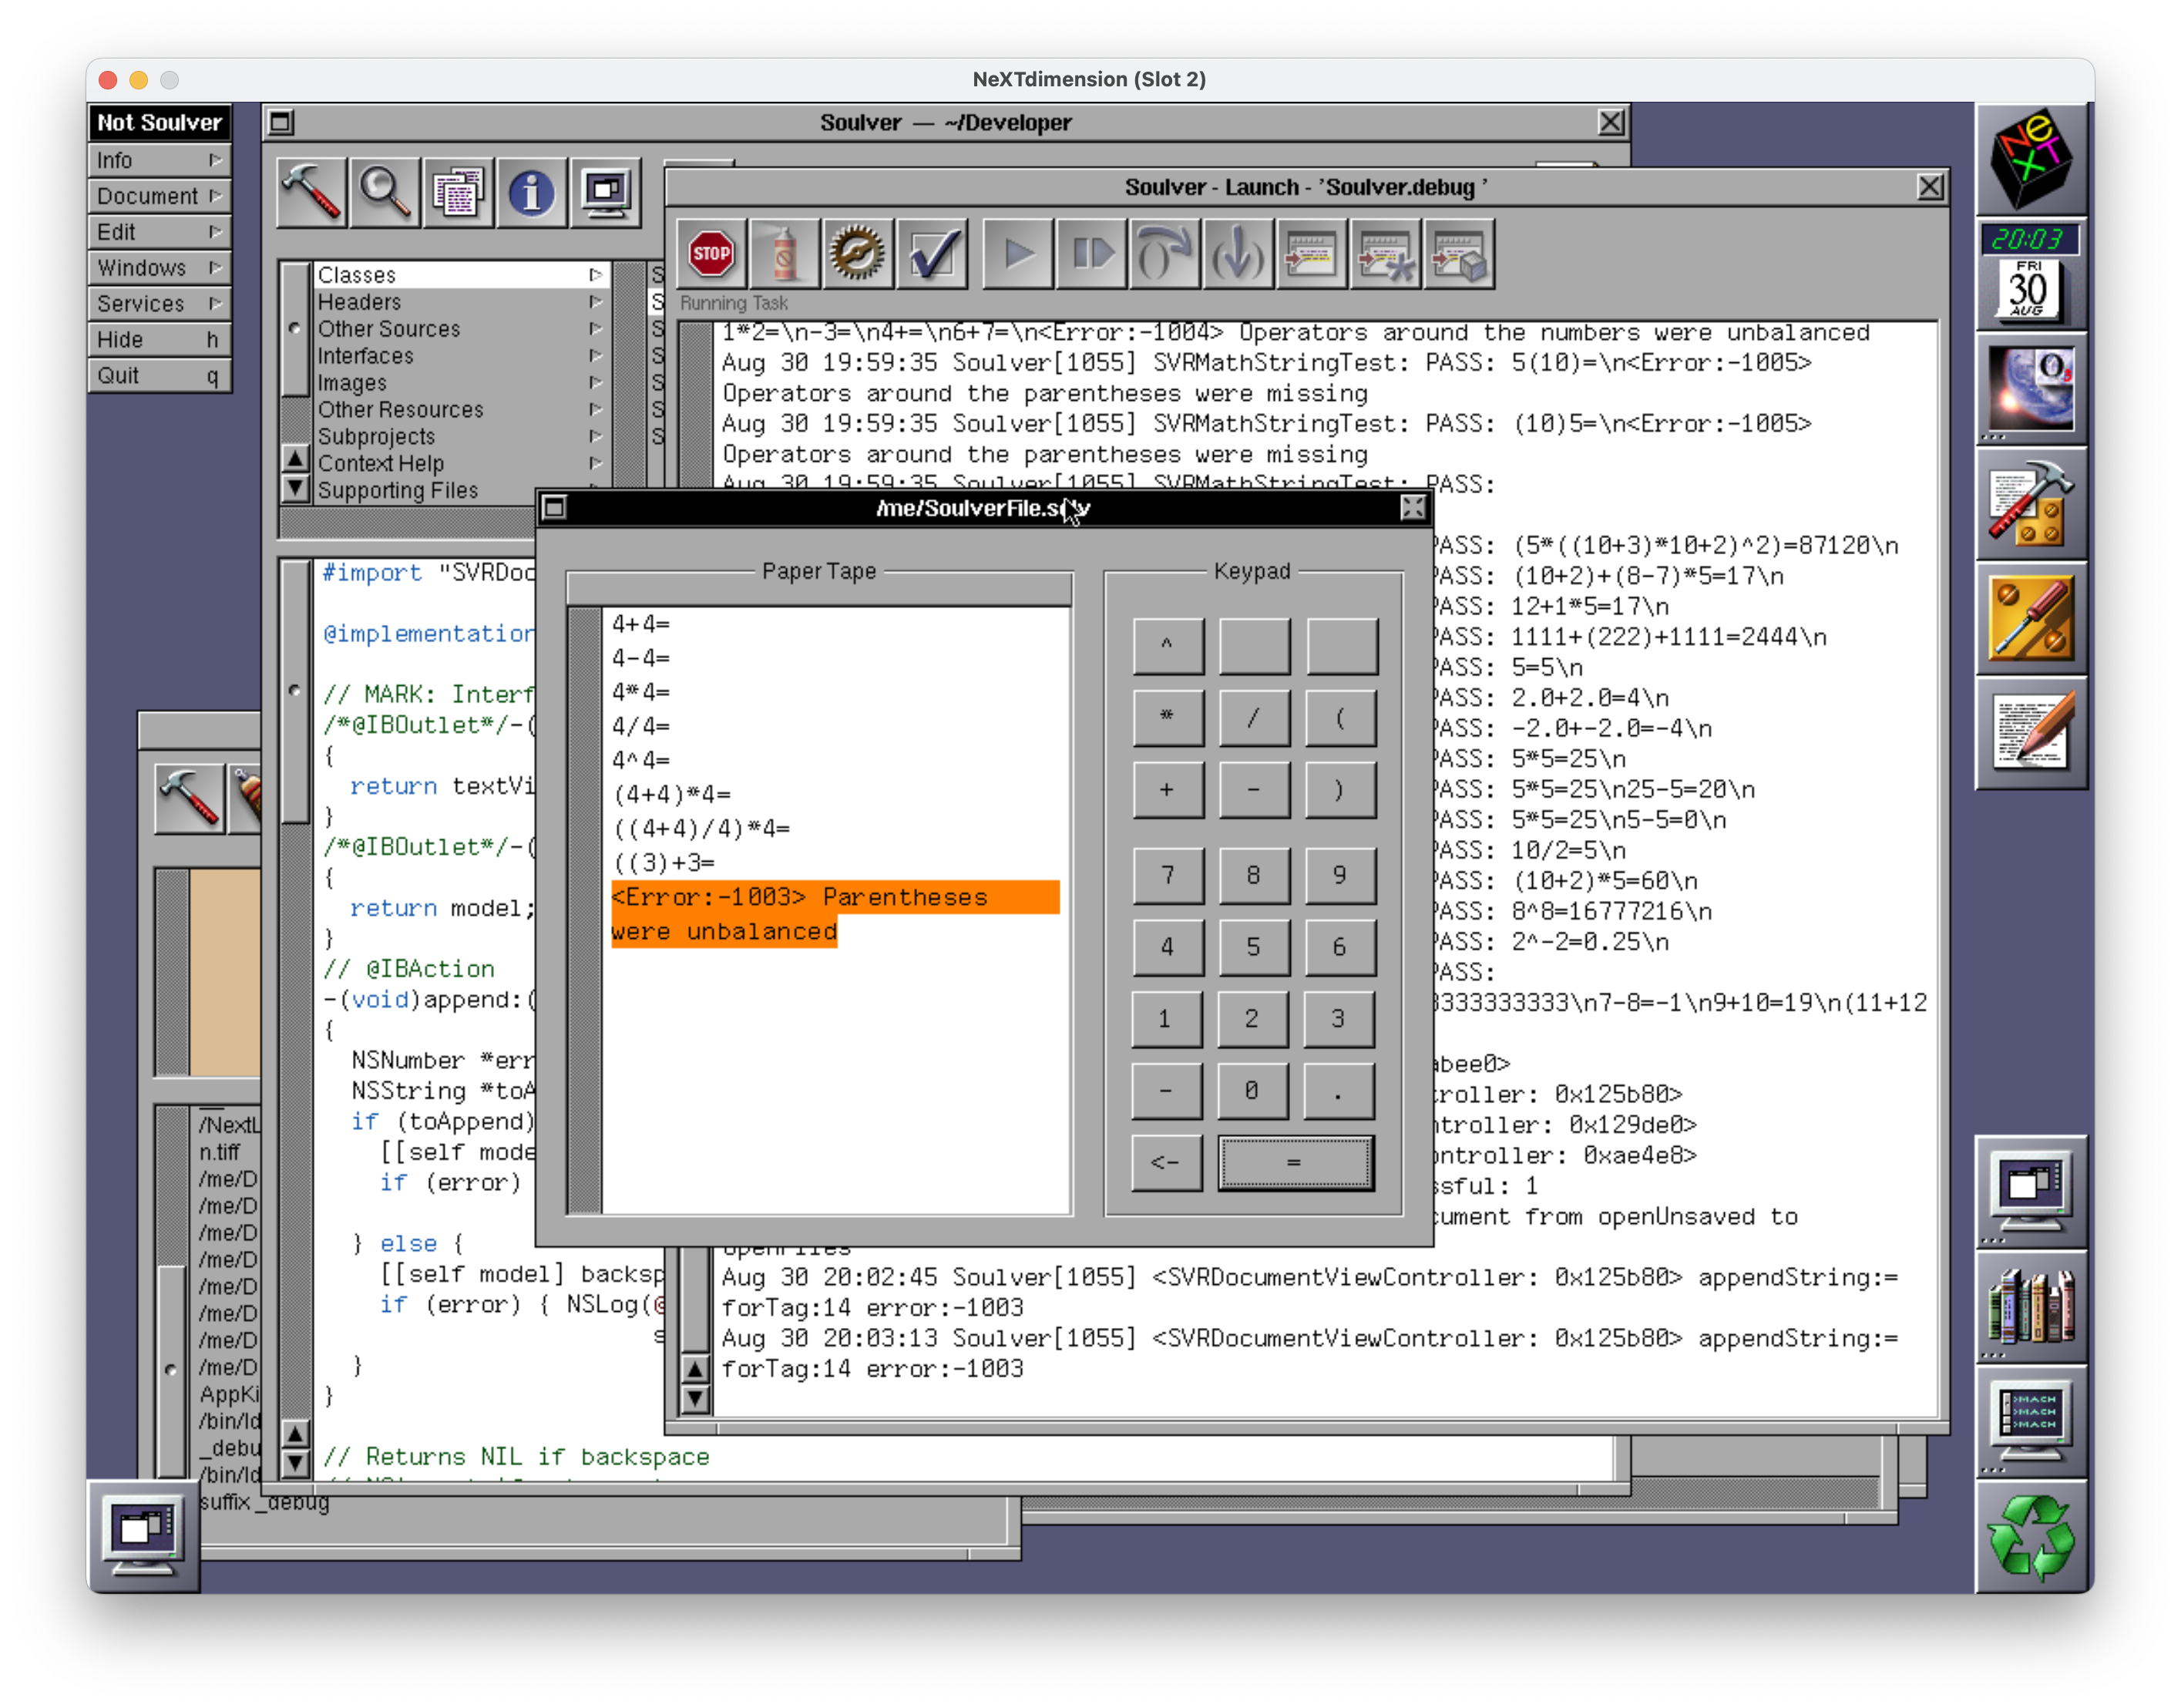 NeXTdimension (Slot 2)
Not Soulver
Info
Document
Edit
Windows
Services
Hide h
Quit q
Soulver — ~/Developer
Classes
Headers
Other Sources
Interfaces
Images
Other Resources
Subprojects
Context Help
Supporting Files
S
S
S
S
S
S
S
#import "SVRDoc
@implementation
// MARK: Interf
/*@IBOutlet*/-(
{
return textVi
}
/*@IBOutlet*/-(
{
return model;
}
// @IBAction
-(void)append:(
{
NSNumber *err
NSString *toA
if (toAppend)
[[self mode
if (error)
} else {
[[self model] backsp
if (error) { NSLog(@
s
}
}
// Returns NIL if backspace
Soulver - Launch - 'Soulver.debug '
STOP
Running Task
1*2=\n-3=\n4+=\n6+7=\n<Error:-1004> Operators around the numbers were unbalanced
Aug 30 19:59:35 Soulver[1055] SVRMathStringTest: PASS: 5(10)=\n<Error:-1005>
Operators around the parentheses were missing
Aug 30 19:59:35 Soulver[1055] SVRMathStringTest: PASS: (10)5=\n<Error:-1005>
Operators around the parentheses were missing
Aug 30 19:59:35 Soulver[1055] SVRMathStringTest: PASS:
PASS: (5*((10+3)*10+2)^2)=87120\n
PASS: (10+2)+(8-7)*5=17\n
PASS: 12+1*5=17\n
PASS: 1111+(222)+1111=2444\n
PASS: 5=5\n
PASS: 2.0+2.0=4\n
PASS: -2.0+-2.0=-4\n
PASS: 5*5=25\n
PASS: 5*5=25\n25-5=20\n
PASS: 5*5=25\n5-5=0\n
PASS: 10/2=5\n
PASS: (10+2)*5=60\n
PASS: 8^8=16777216\n
PASS: 2^-2=0.25\n
PASS:
3333333333\n7-8=-1\n9+10=19\n(11+12
abee0>
troller: 0x125b80>
ntroller: 0x129de0>
ontroller: 0xae4e8>
ssful: 1
cument from openUnsaved to
openFiles
Aug 30 20:02:45 Soulver[1055] <SVRDocumentViewController: 0x125b80> appendString:=
forTag:14 error:-1003
Aug 30 20:03:13 Soulver[1055] <SVRDocumentViewController: 0x125b80> appendString:=
forTag:14 error:-1003
/me/SoulverFile.solv
Paper Tape
4+4=
4-4=
4*4=
4/4=
4^4=
(4+4)*4=
((4+4)/4)*4=
((3)+3=
<Error:-1003> Parentheses
were unbalanced
Keypad
^
* / (
+ - )
7 8 9
4 5 6
1 2 3
- 0 .
<- =
/NextL
n.tiff
/me/D
/me/D
/me/D
/me/D
/me/D
/me/D
/me/D
/me/D
AppKi
/bin/ld
_debu
/bin/ld
suffix _debug
NeXT
20:03
FRI
30
AUG
O3
>MACH
>MACH
>MACH